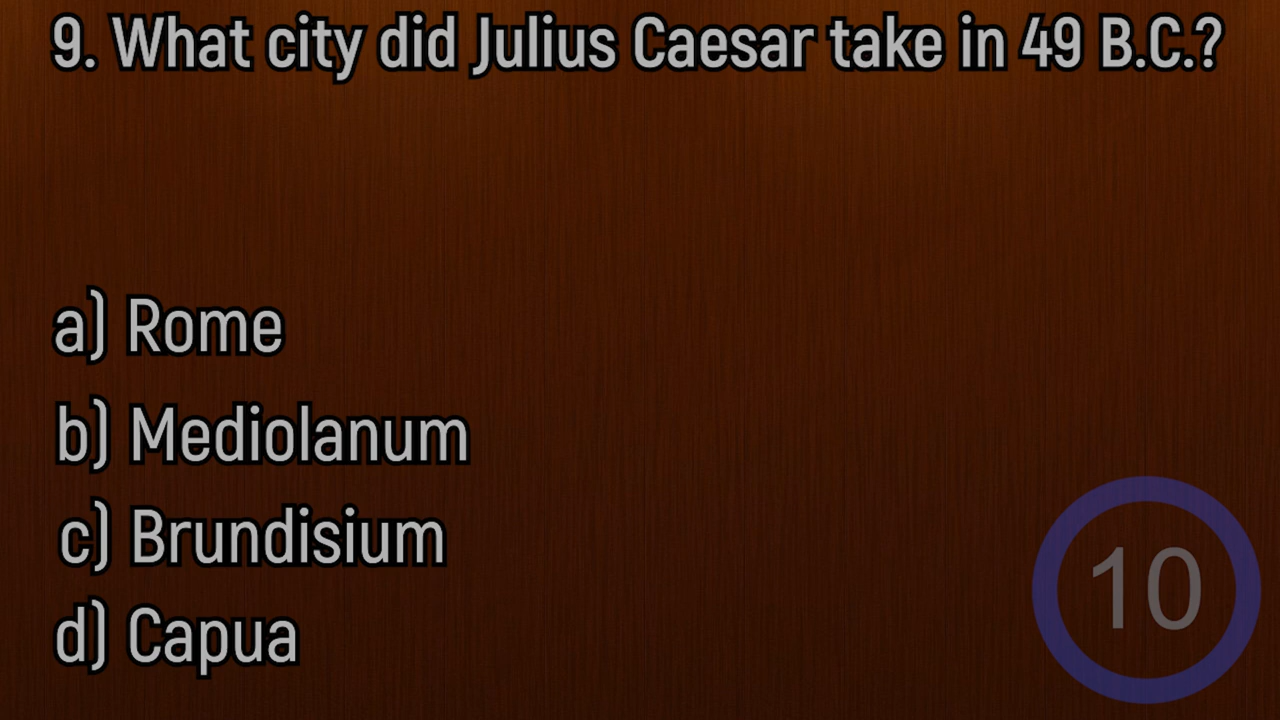 9. What city did Julius Caesar take in 49 B.C.?
a) Rome
b) Mediolanum
c) Brundisium
d) Capua
10